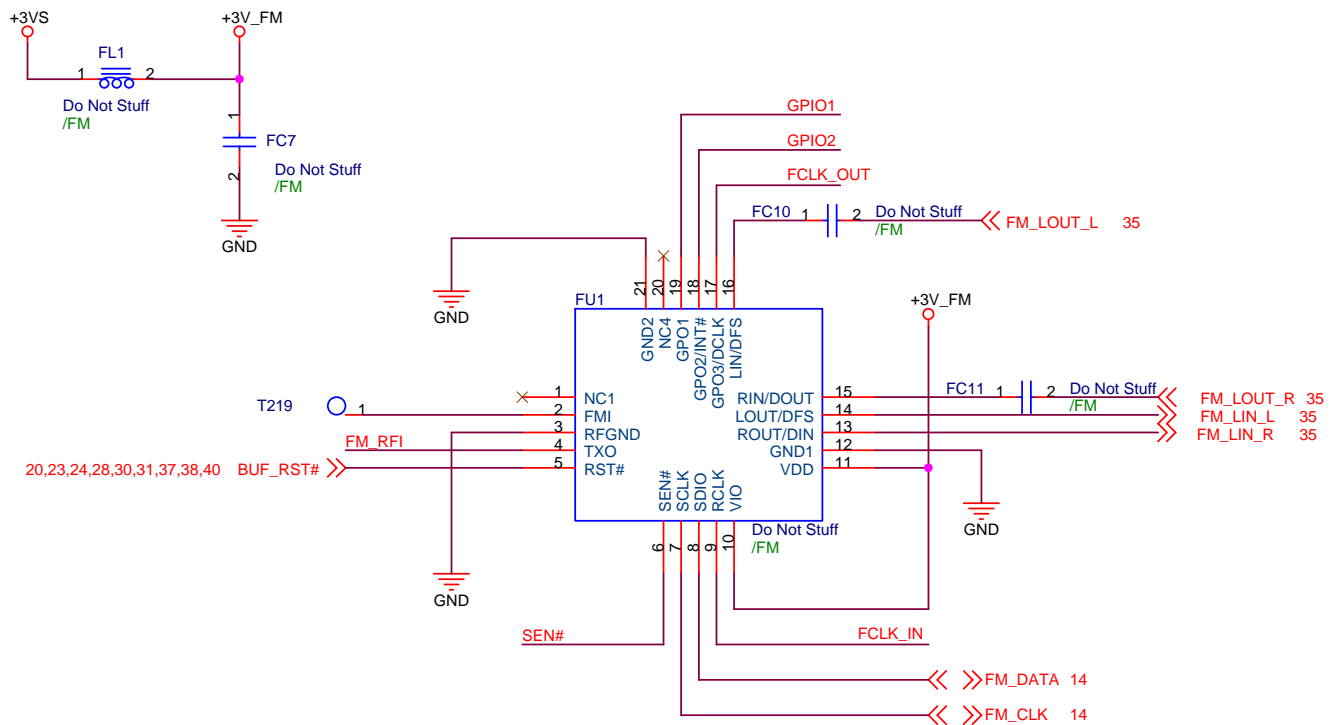 +3VS
+3V_FM
FL1
1
2
Do Not Stuff
/FM
1
FC7
Do Not Stuff
/FM
2
GND
GPIO1
GPIO2
FCLK_OUT
FC10 1 2 Do Not Stuff
/FM
FM_LOUT_L 35
GND
21 20 19 18 17 16
FU1
GND2 NC4 GPO1 GPO2/INT# GPO3/DCLK LIN/DFS
+3V_FM
1 NC1
T219 1 2 FMI
3 RFGND
FM_RFI 4 TXO
20,23,24,28,30,31,37,38,40 BUF_RST# 5 RST#
RIN/DOUT 15 FC11 1 2 Do Not Stuff
/FM
FM_LOUT_R 35
LOUT/DFS 14 FM_LIN_L 35
ROUT/DIN 13 FM_LIN_R 35
GND1 12
VDD 11
SEN# SCLK SDIO RCLK VIO
Do Not Stuff
/FM
6 7 8 9 10
GND
GND
SEN#
FCLK_IN
FM_DATA 14
FM_CLK 14